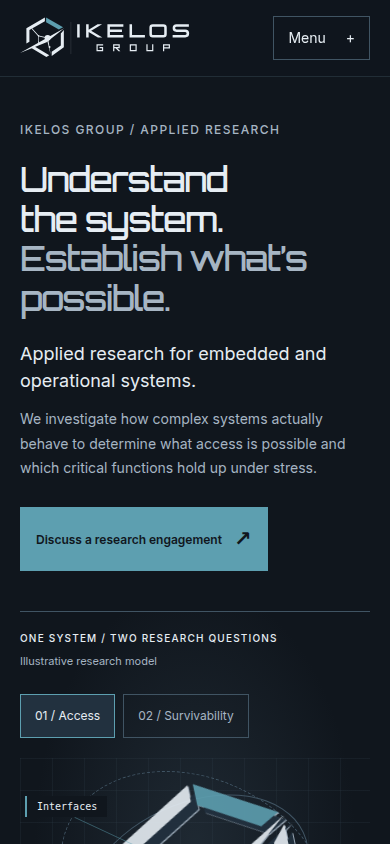 IKELOS
GROUP
Menu +
IKELOS GROUP / APPLIED RESEARCH
Understand
the system.
Establish what's
possible.
Applied research for embedded and
operational systems.
We investigate how complex systems actually
behave to determine what access is possible and
which critical functions hold up under stress.
Discuss a research engagement ↗
ONE SYSTEM / TWO RESEARCH QUESTIONS
Illustrative research model
01 / Access 02 / Survivability
Interfaces